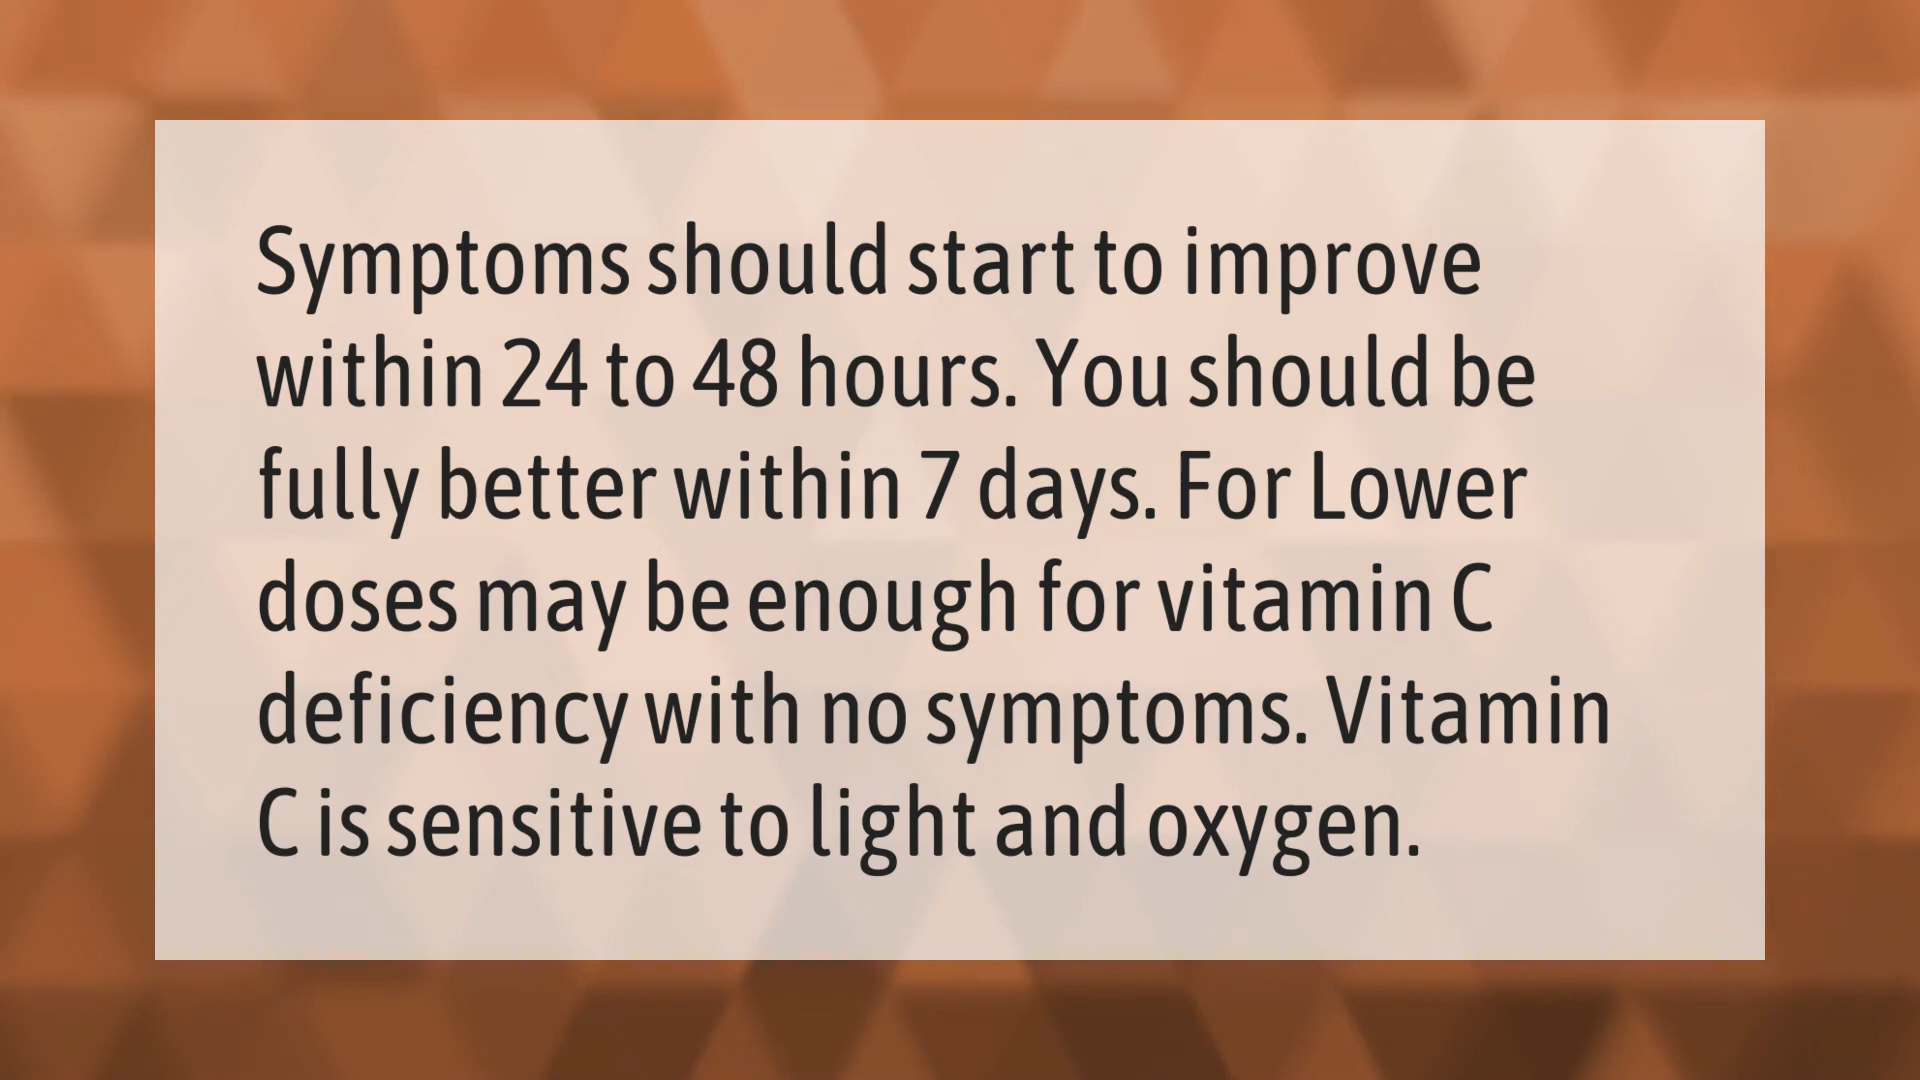 Symptoms should start to improve
within 24 to 48 hours. You should be
fully better within 7 days. For Lower
doses may be enough for vitamin C
deficiency with no symptoms. Vitamin
C is sensitive to light and oxygen.